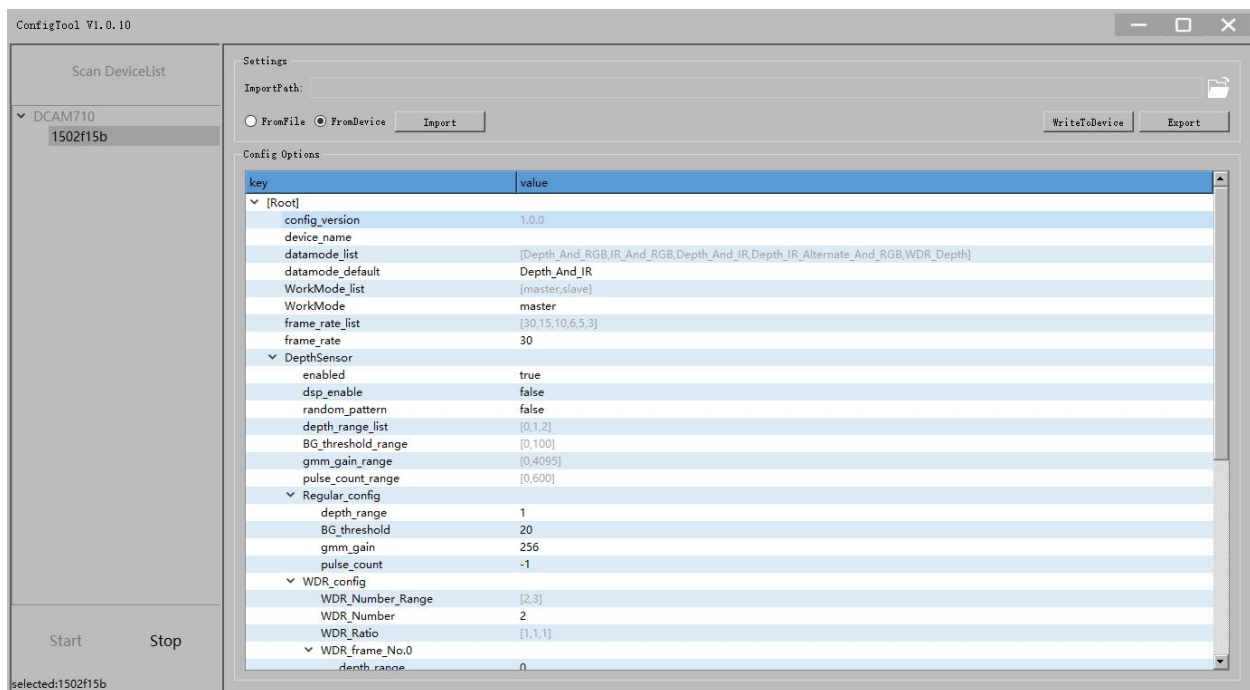 ConfigTool V1.0.10
Scan DeviceList
DCAM710
1502f15b
Start Stop
selected:1502f15b
Settings
ImportPath:
FromFile FromDevice Import WriteToDevice Export
Config Options
key value
[Root]
config_version 1.0.0
device_name
datamode_list [Depth_And_RGB,IR_And_RGB,Depth_And_IR,Depth_IR_Alternate_And_RGB,WDR_Depth]
datamode_default Depth_And_IR
WorkMode_list [master,slave]
WorkMode master
frame_rate_list [30,15,10,6,5,3]
frame_rate 30
DepthSensor
enabled true
dsp_enable false
random_pattern false
depth_range_list [0,1,2]
BG_threshold_range [0,100]
gmm_gain_range [0,4095]
pulse_count_range [0,600]
Regular_config
depth_range 1
BG_threshold 20
gmm_gain 256
pulse_count -1
WDR_config
WDR_Number_Range [2,3]
WDR_Number 2
WDR_Ratio [1,1,1]
WDR_frame_No.0
depth_range 0